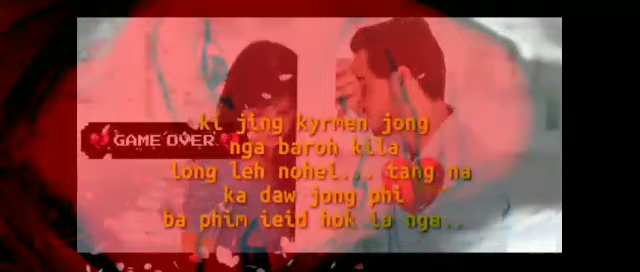 ki jing kyrmen jong
GAME OVER
nga baroh kila
long leh nohei... tang na
ka daw jong phi
ba phim ieid hok ia nga..